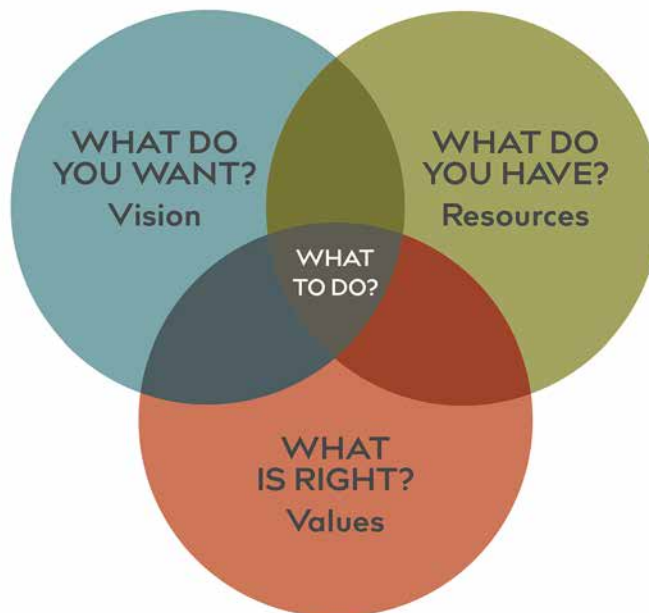 WHAT DO
YOU WANT?
Vision
WHAT DO
YOU HAVE?
Resources
WHAT
TO DO?
WHAT
IS RIGHT?
Values